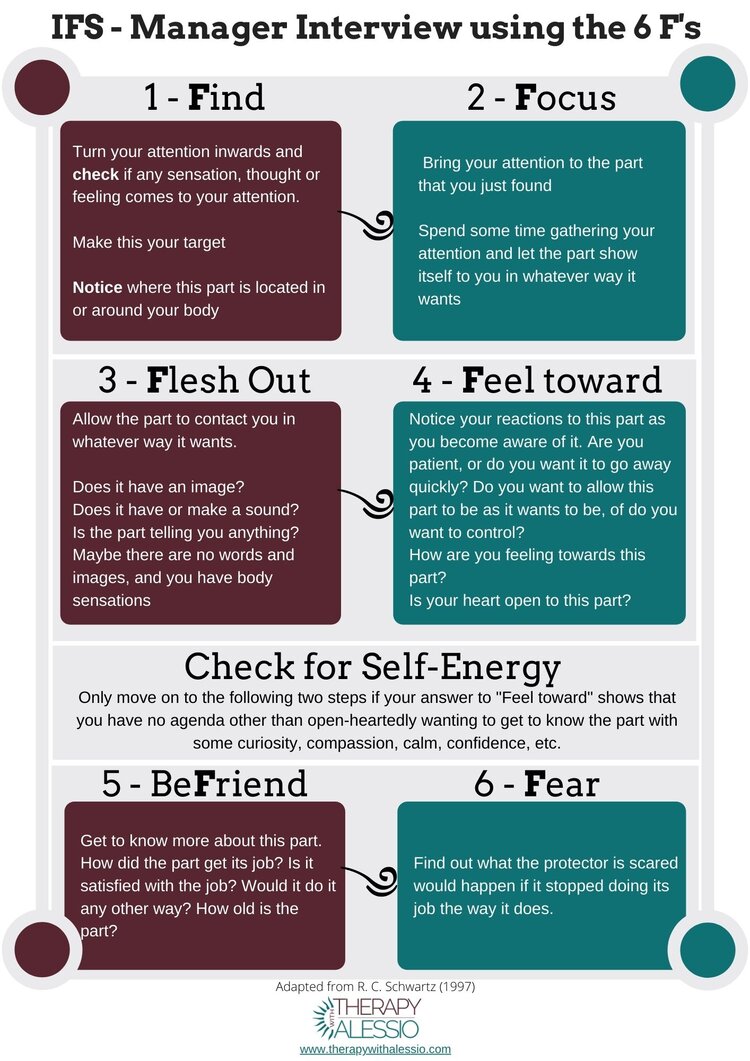 IFS - Manager Interview using the 6 F's
1 - Find
Turn your attention inwards and
check if any sensation, thought or
feeling comes to your attention.
Make this your target
Notice where this part is located in
or around your body
2 - Focus
Bring your attention to the part
that you just found
Spend some time gathering your
attention and let the part show
itself to you in whatever way it
wants
3 - Flesh Out
Allow the part to contact you in
whatever way it wants.
Does it have an image?
Does it have or make a sound?
Is the part telling you anything?
Maybe there are no words and
images, and you have body
sensations
4 - Feel toward
Notice your reactions to this part as
you become aware of it. Are you
patient, or do you want it to go away
quickly? Do you want to allow this
part to be as it wants to be, of do you
want to control?
How are you feeling towards this
part?
Is your heart open to this part?
Check for Self-Energy
Only move on to the following two steps if your answer to "Feel toward" shows that
you have no agenda other than open-heartedly wanting to get to know the part with
some curiosity, compassion, calm, confidence, etc.
5 - BeFriend
Get to know more about this part.
How did the part get its job? Is it
satisfied with the job? Would it do it
any other way? How old is the
part?
6 - Fear
Find out what the protector is scared
would happen if it stopped doing its
job the way it does.
Adapted from R. C. Schwartz (1997)
THERAPY
WITH ALESSIO
www.therapywithalessio.com